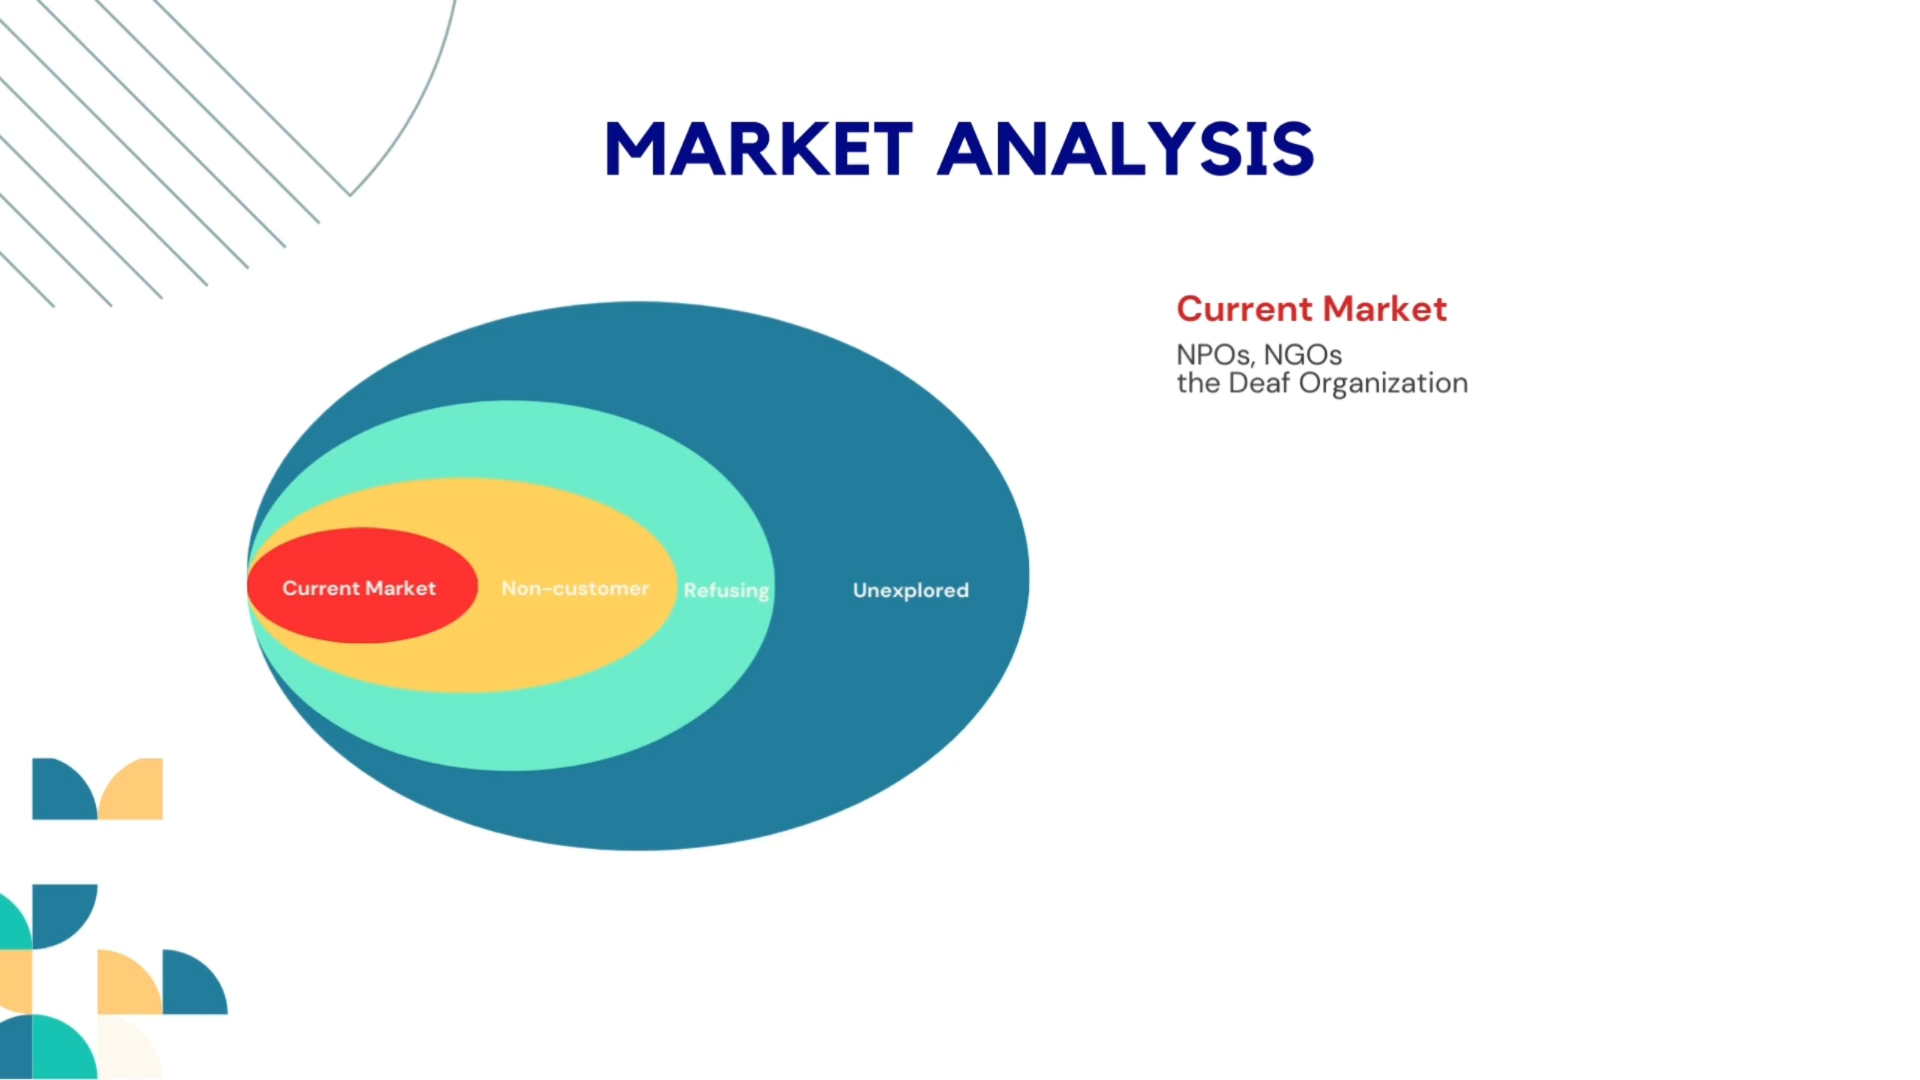 MARKET ANALYSIS
Current Market
NPOs, NGOs
the Deaf Organization
Current Market
Non-customer
Refusing
Unexplored